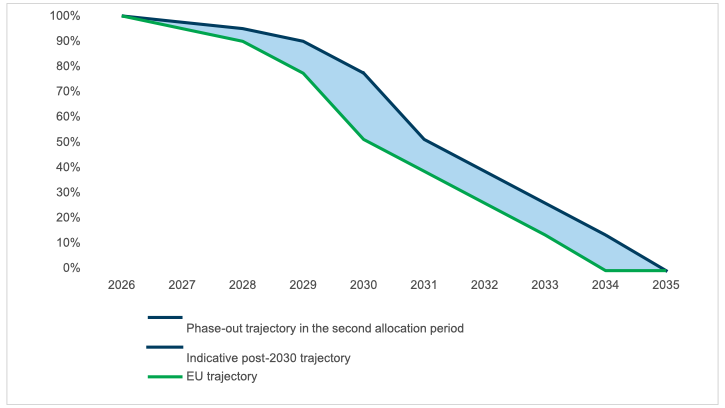 100%
90%
80%
70%
60%
50%
40%
30%
20%
10%
0%
2026 2027 2028 2029 2030 2031 2032 2033 2034 2035
Phase-out trajectory in the second allocation period
Indicative post-2030 trajectory
EU trajectory